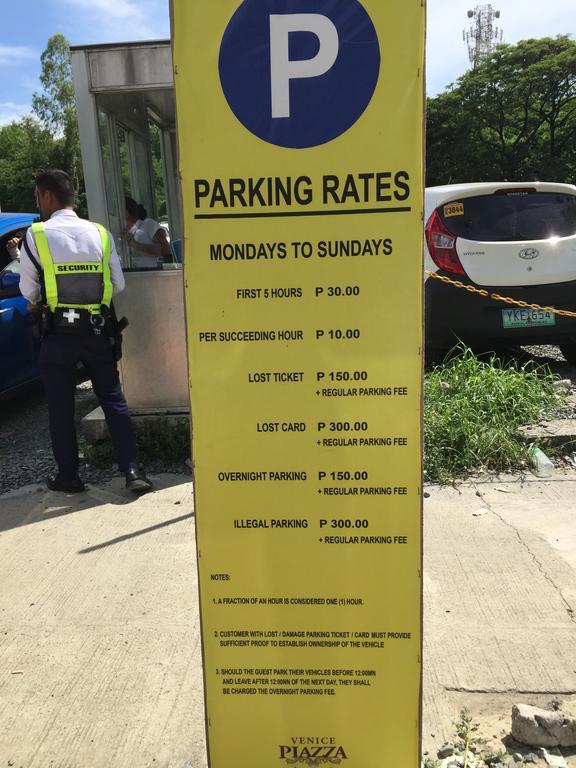 P
PARKING RATES
MONDAYS TO SUNDAYS
FIRST 5 HOURS P 30.00
PER SUCCEEDING HOUR P 10.00
LOST TICKET P 150.00
+ REGULAR PARKING FEE
LOST CARD P 300.00
+ REGULAR PARKING FEE
OVERNIGHT PARKING P 150.00
+ REGULAR PARKING FEE
ILLEGAL PARKING P 300.00
+ REGULAR PARKING FEE
NOTES:
1. A FRACTION OF AN HOUR IS CONSIDERED ONE (1) HOUR.
2. CUSTOMER WITH LOST / DAMAGE PARKING TICKET / CARD MUST PROVIDE
SUFFICIENT PROOF TO ESTABLISH OWNERSHIP OF THE VEHICLE
3. SHOULD THE GUEST PARK THEIR VEHICLES BEFORE 12:00MN
AND LEAVE AFTER 12:00NN OF THE NEXT DAY, THEY SHALL
BE CHARGED THE OVERNIGHT PARKING FEE.
VENICE
PIAZZA
SECURITY
YKE 654